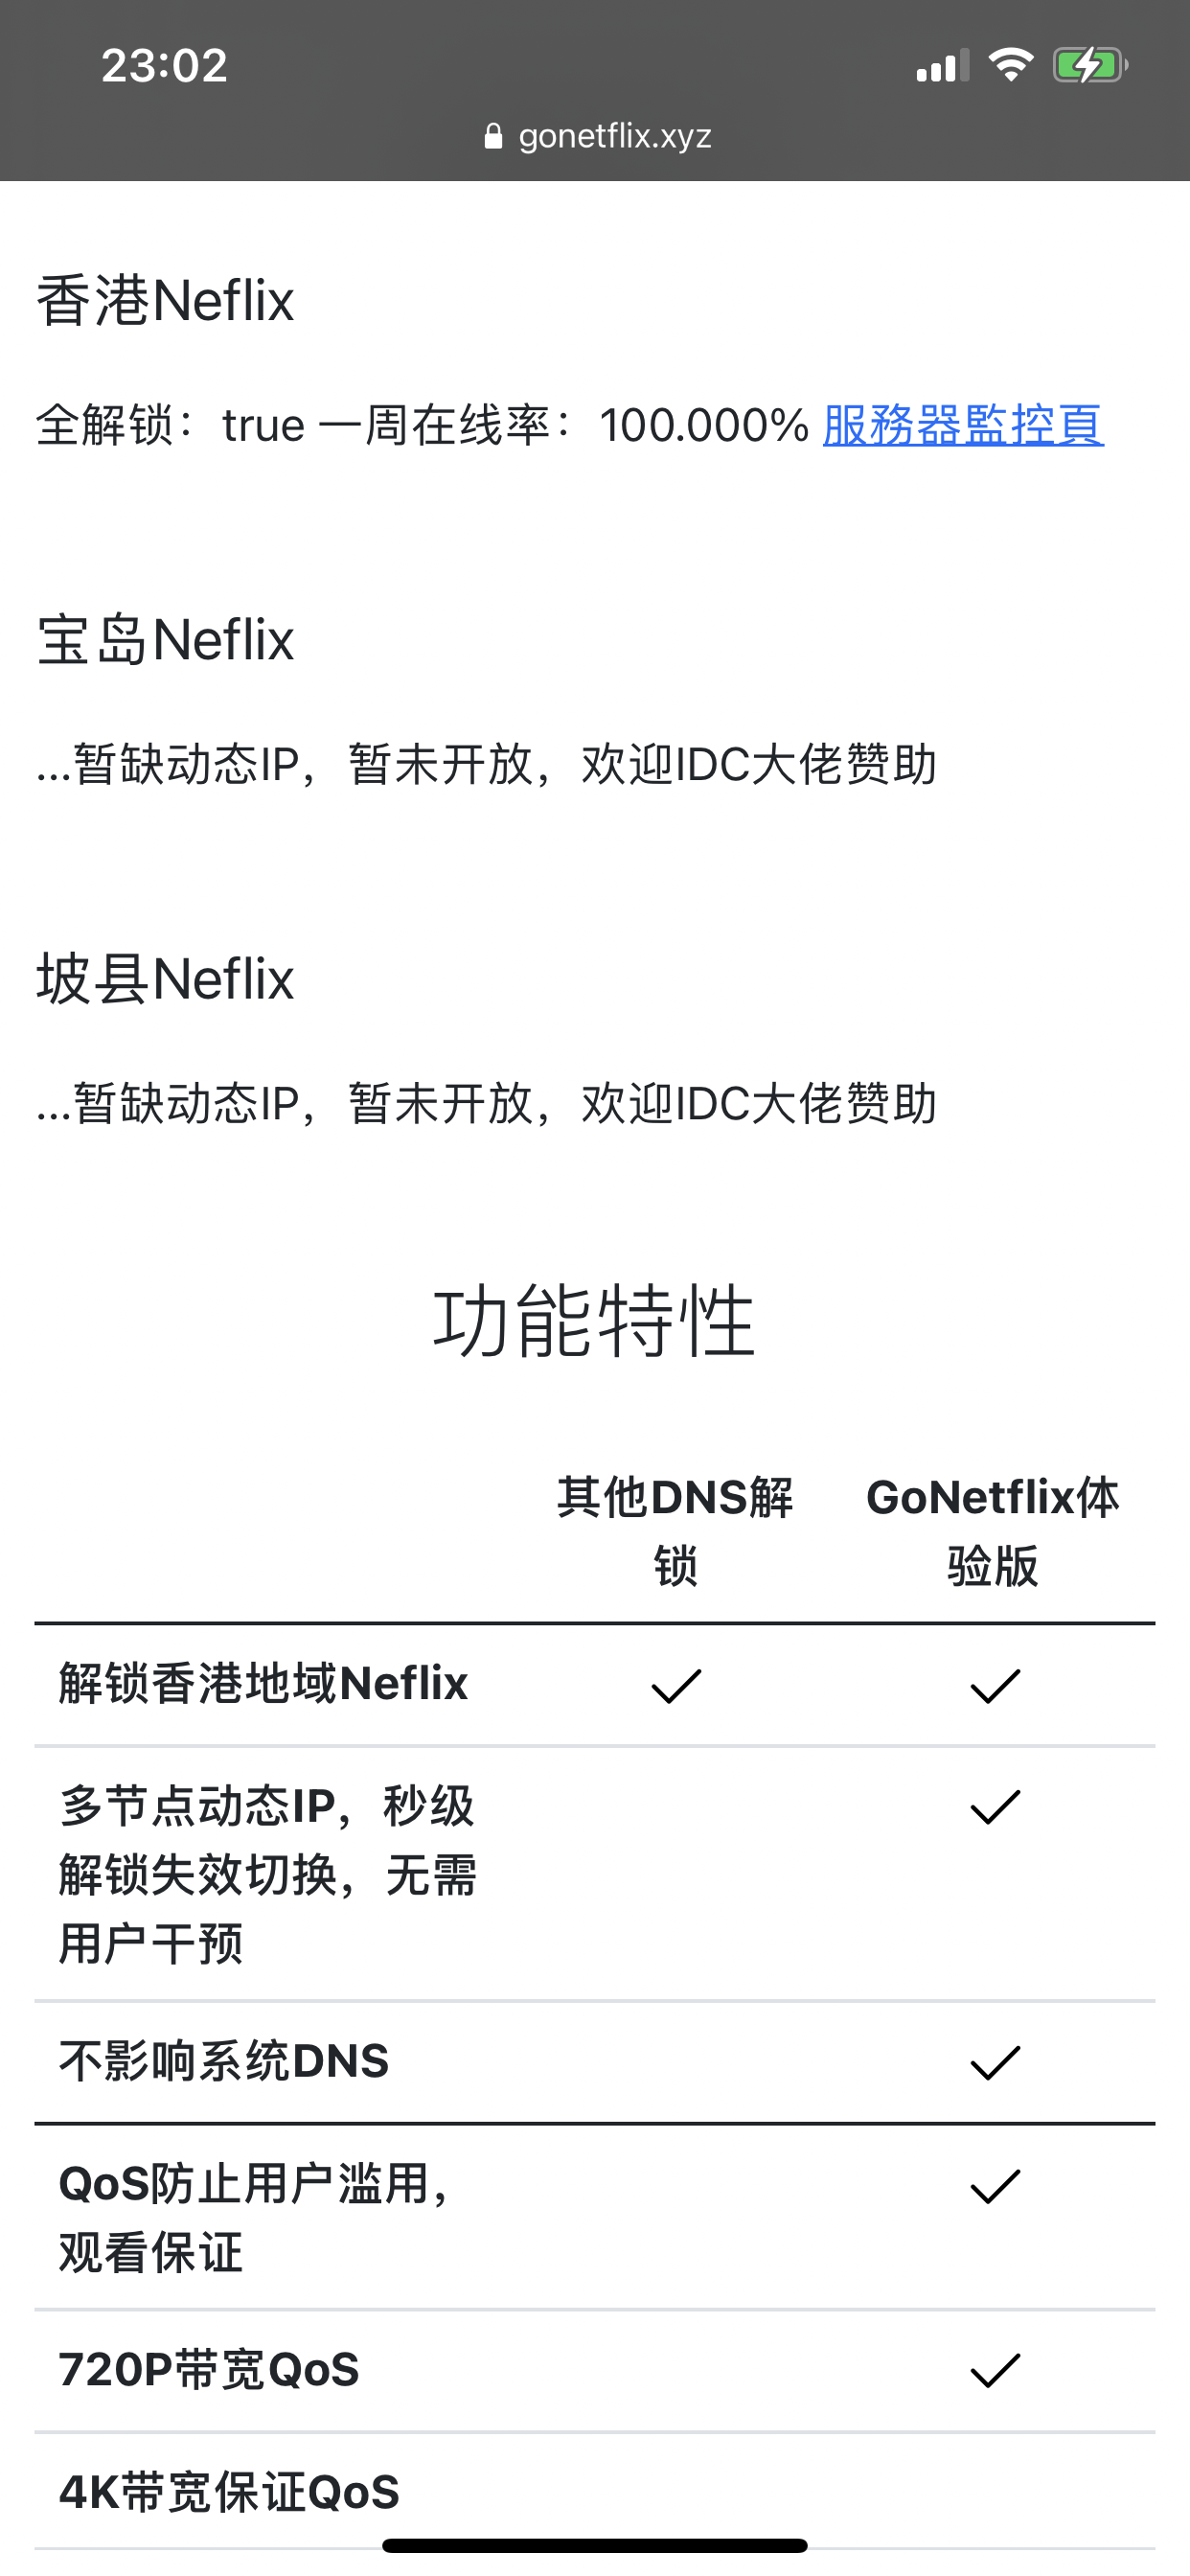 23:02
gonetflix.xyz
香港Neflix
全解锁：true 一周在线率：100.000% 服務器監控頁
宝岛Neflix
...暂缺动态IP，暂未开放，欢迎IDC大佬赞助
坡县Neflix
...暂缺动态IP，暂未开放，欢迎IDC大佬赞助
功能特性
其他DNS解
锁
GoNetflix体
验版
解锁香港地域Neflix
多节点动态IP，秒级
解锁失效切换，无需
用户干预
不影响系统DNS
QoS防止用户滥用，
观看保证
720P带宽QoS
4K带宽保证QoS